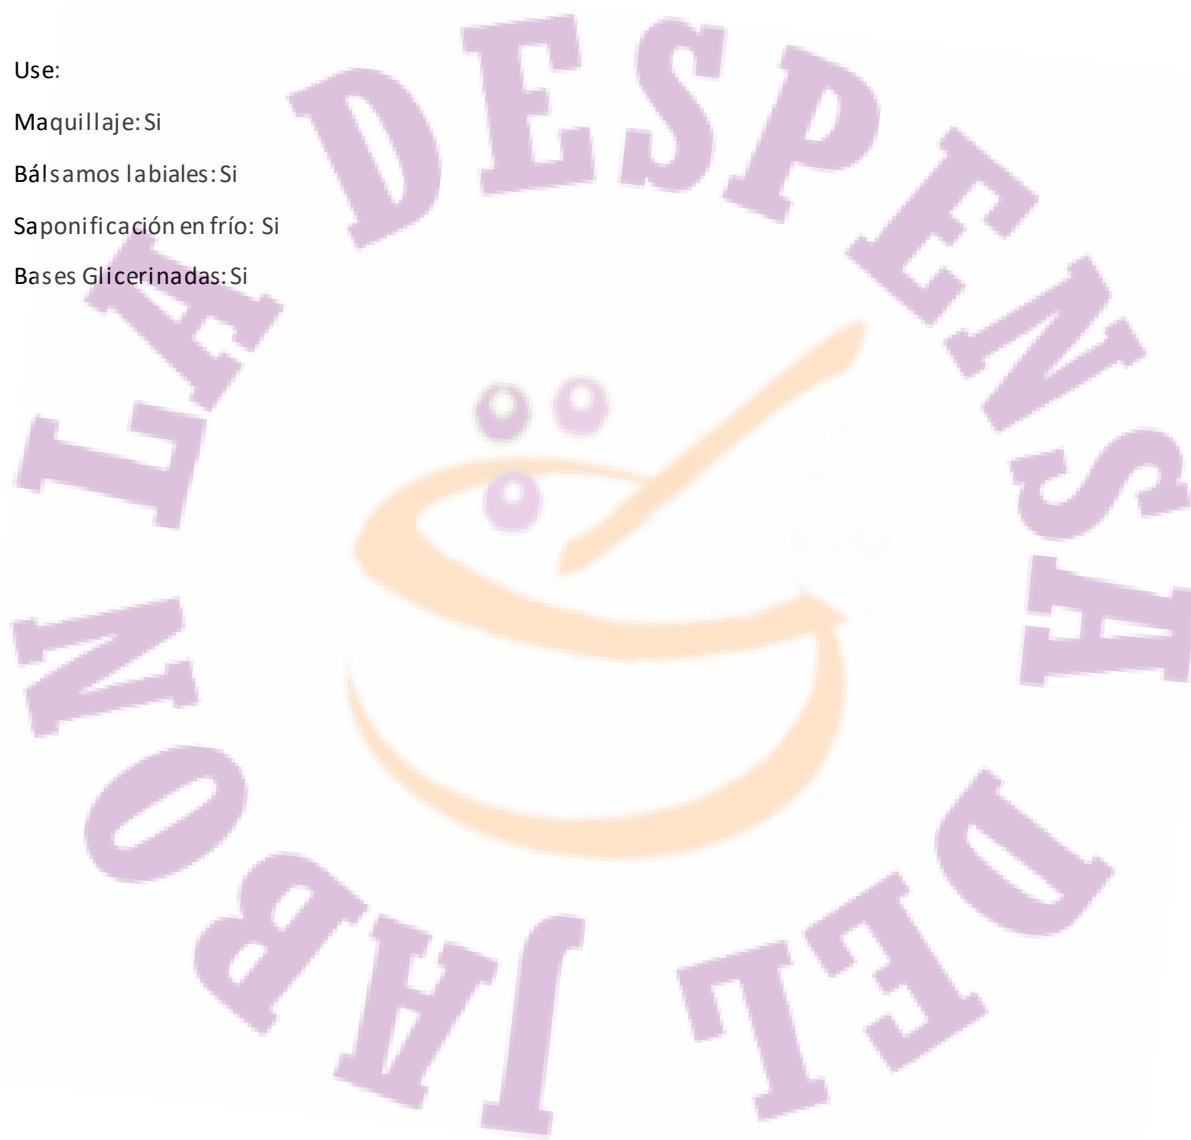 Use:
Maquillaje: Si
Bálsamos labiales: Si
Saponificación en frío: Si
Bases Glicerinadas: Si
LA DESPENSA DEL JABON